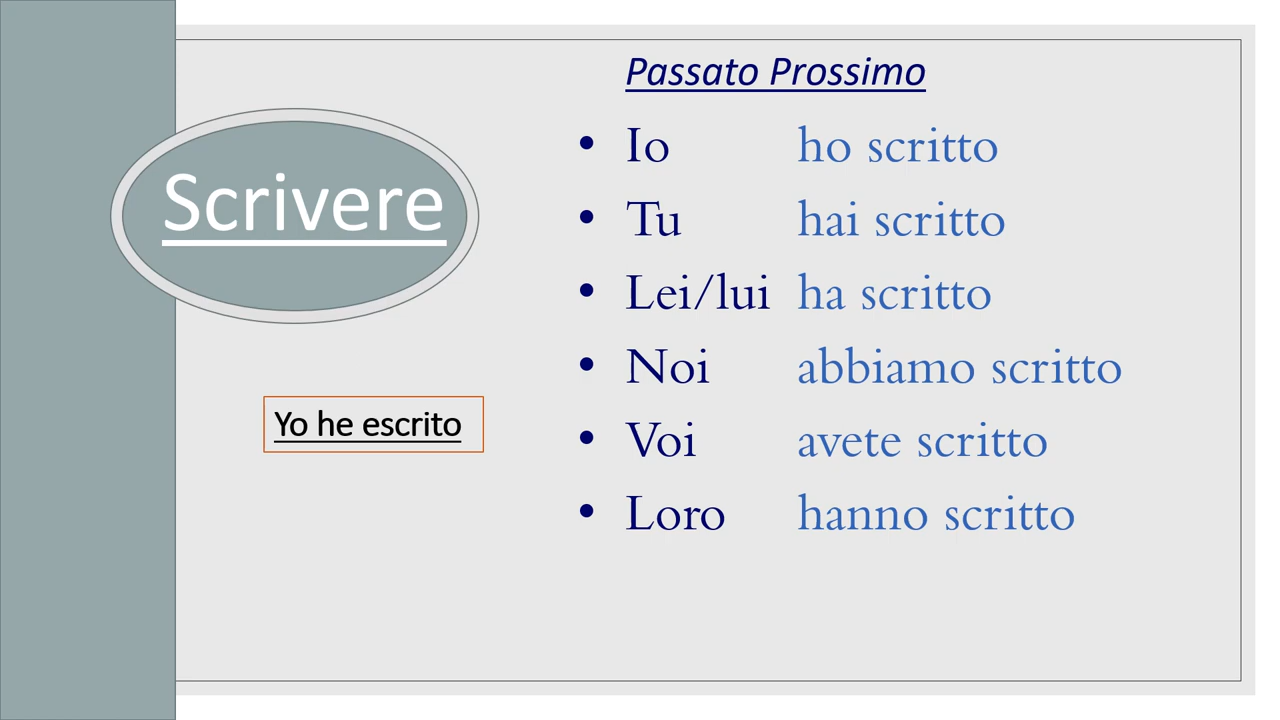 Passato Prossimo
Scrivere
• Io ho scritto
• Tu hai scritto
• Lei/lui ha scritto
• Noi abbiamo scritto
• Voi avete scritto
• Loro hanno scritto
Yo he escrito